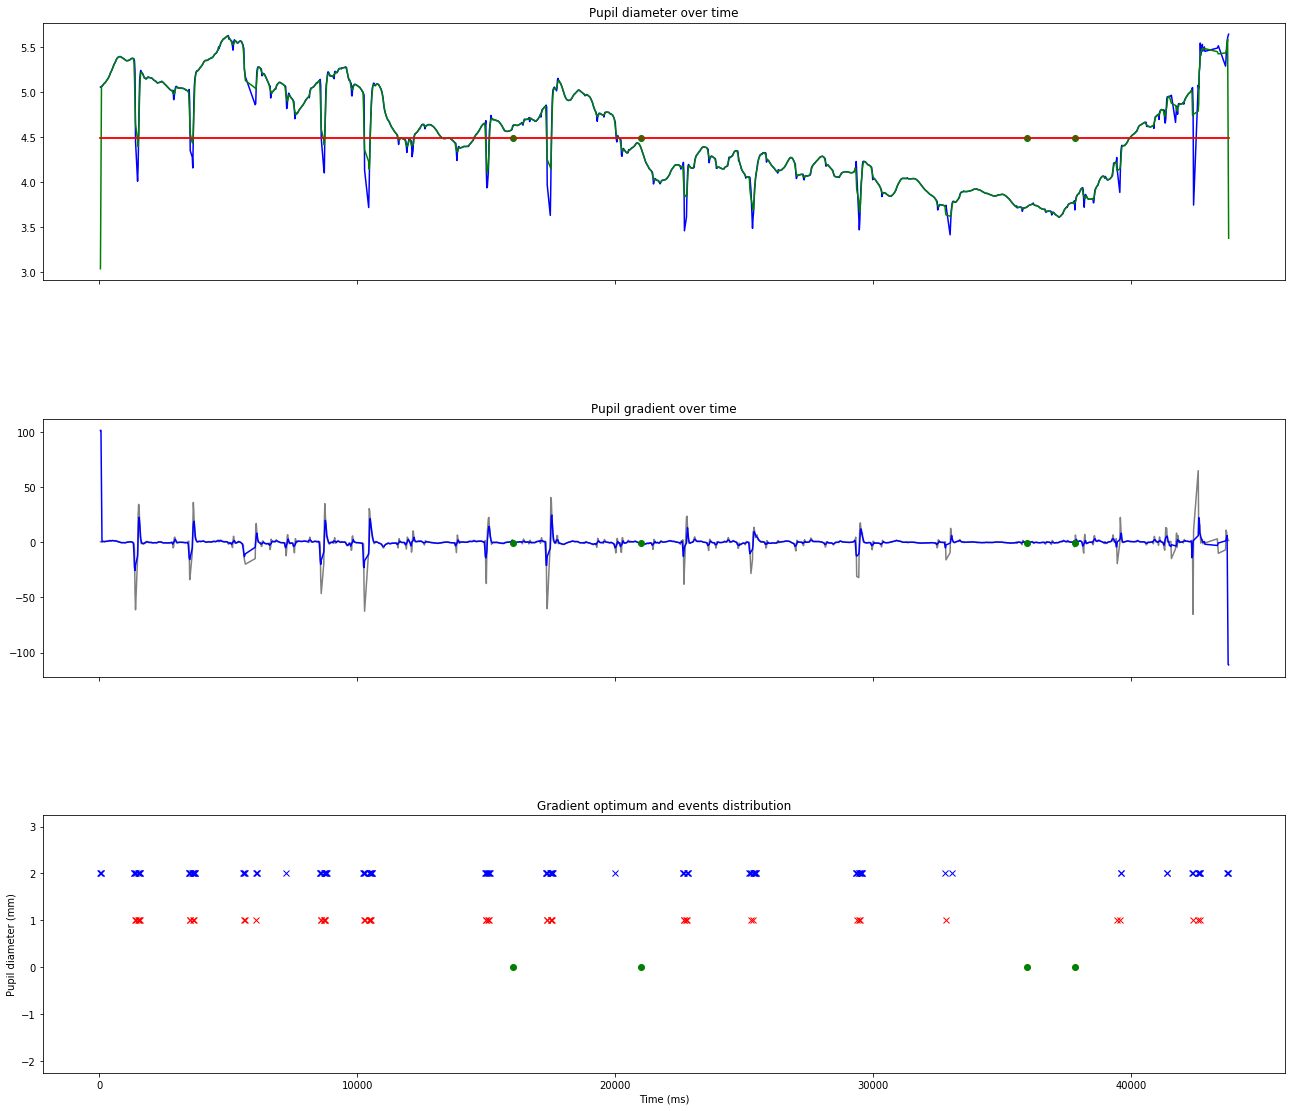 Pupil diameter over time
5.5
5.0
4.5
4.0
3.5
3.0
Pupil gradient over time
100
50
0
−50
−100
Gradient optimum and events distribution
3
2
1
0
−1
−2
Pupil diameter (mm)
0 10000 20000 30000 40000
Time (ms)